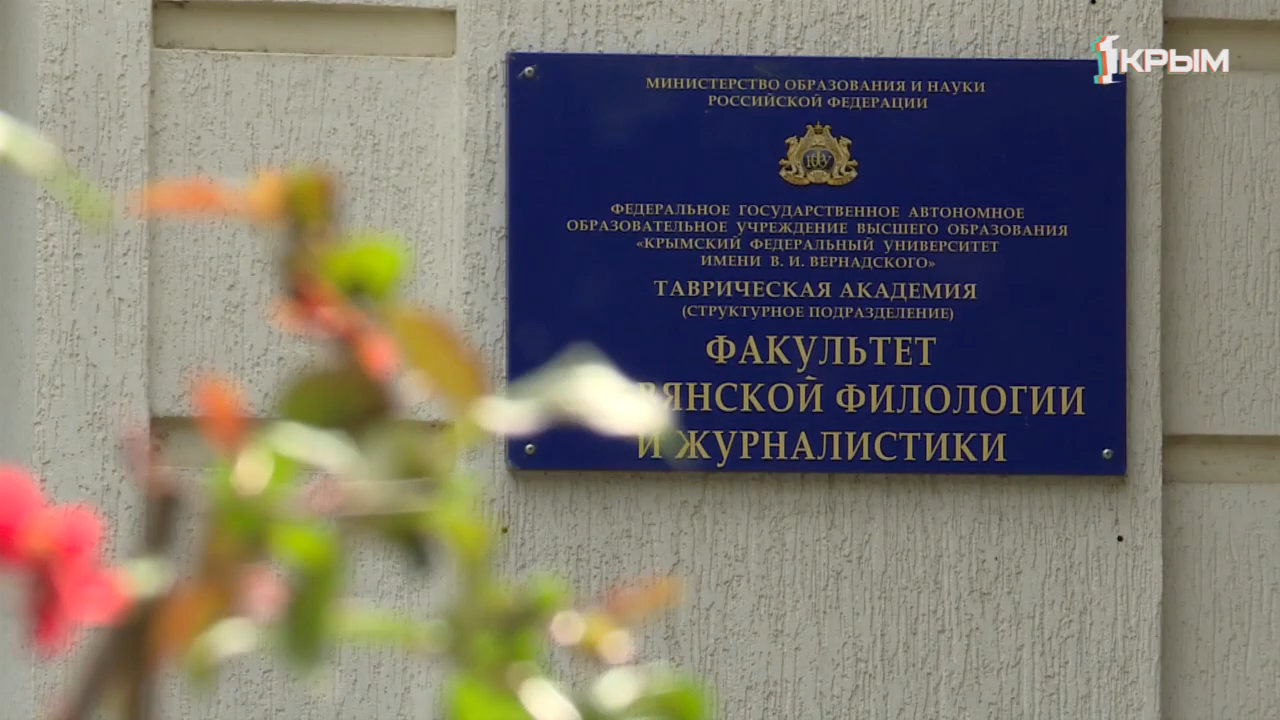 1КРЫМ
МИНИСТЕРСТВО ОБРАЗОВАНИЯ И НАУКИ
РОССИЙСКОЙ ФЕДЕРАЦИИ
КФУ
ФЕДЕРАЛЬНОЕ ГОСУДАРСТВЕННОЕ АВТОНОМНОЕ
ОБРАЗОВАТЕЛЬНОЕ УЧРЕЖДЕНИЕ ВЫСШЕГО ОБРАЗОВАНИЯ
«КРЫМСКИЙ ФЕДЕРАЛЬНЫЙ УНИВЕРСИТЕТ
ИМЕНИ В. И. ВЕРНАДСКОГО»
ТАВРИЧЕСКАЯ АКАДЕМИЯ
(СТРУКТУРНОЕ ПОДРАЗДЕЛЕНИЕ)
ФАКУЛЬТЕТ
ФИЛОЛОГИИ
И ЖУРНАЛИСТИКИ